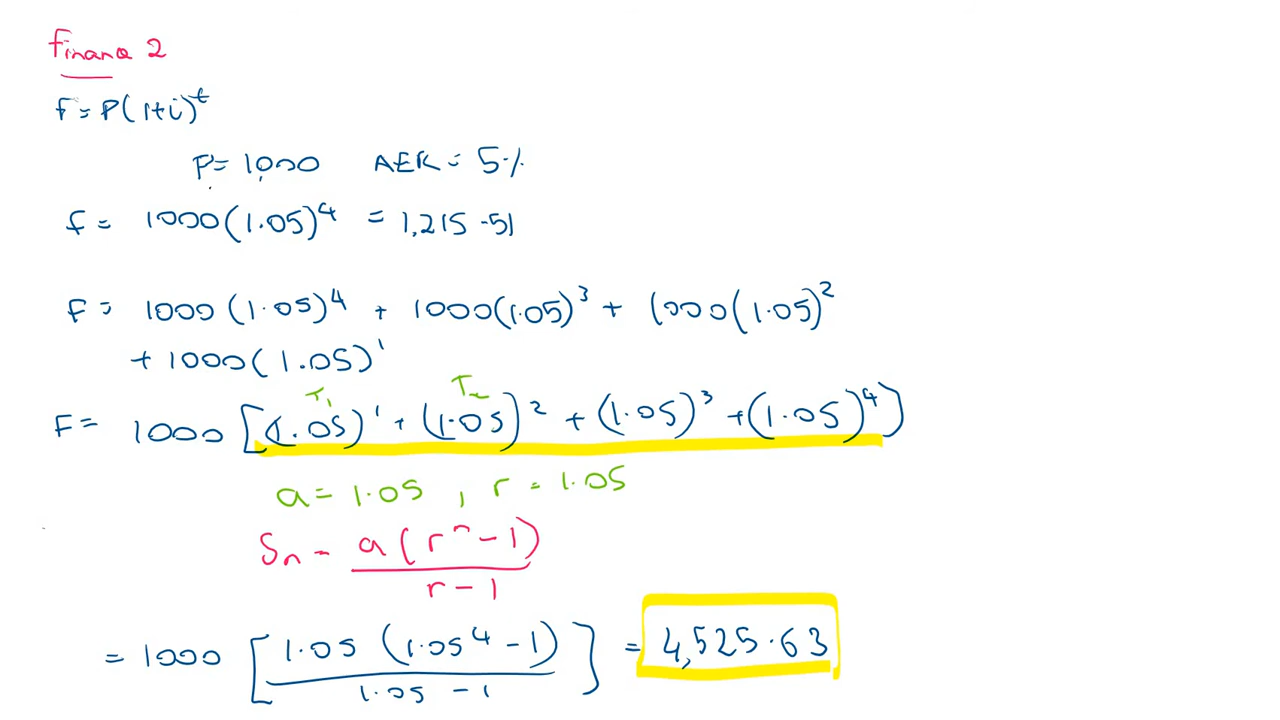 Finance 2
F = P(1+i)^t
P = 1000 AER = 5%
F = 1000(1.05)^4 = 1,215.51
F = 1000(1.05)^4 + 1000(1.05)^3 + 1000(1.05)^2
+ 1000(1.05)^1
T₁ T₂
F = 1000 [(1.05)^1 + (1.05)^2 + (1.05)^3 + (1.05)^4]
a = 1.05 , r = 1.05
Sn = a(r^n - 1)
r - 1
= 1000 [1.05 (1.05^4 - 1)] = 4,525.63
1.05 - 1